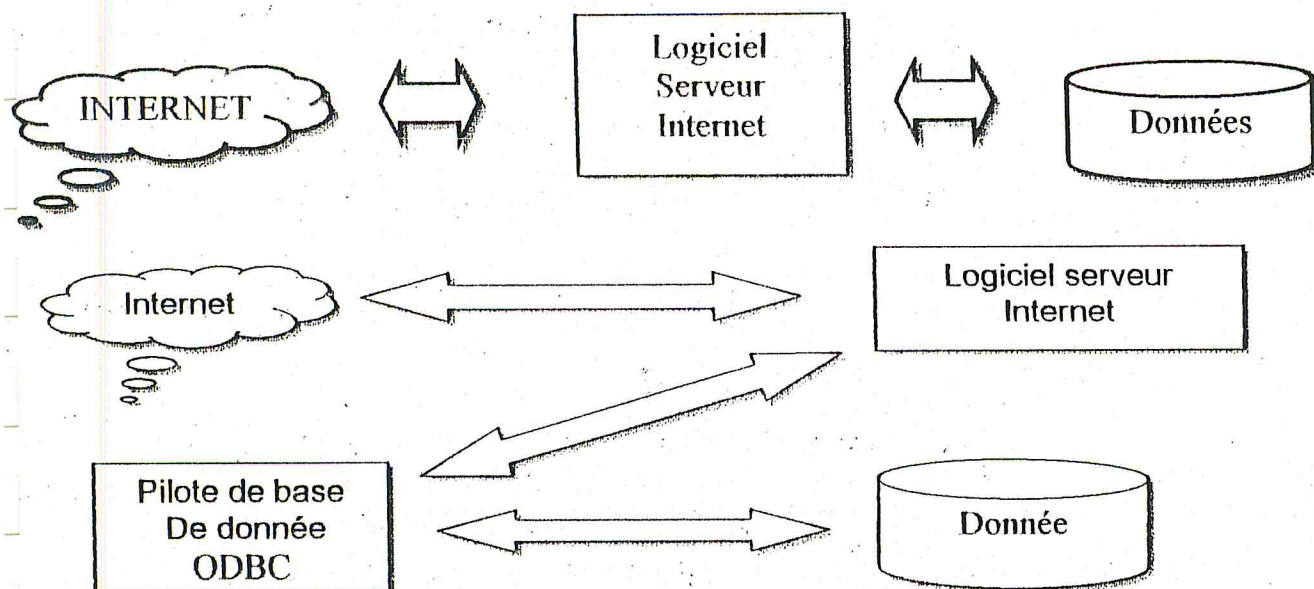 INTERNET
Logiciel
Serveur
Internet
Données
Internet
Logiciel serveur
Internet
Pilote de base
De donnée
ODBC
Donnée